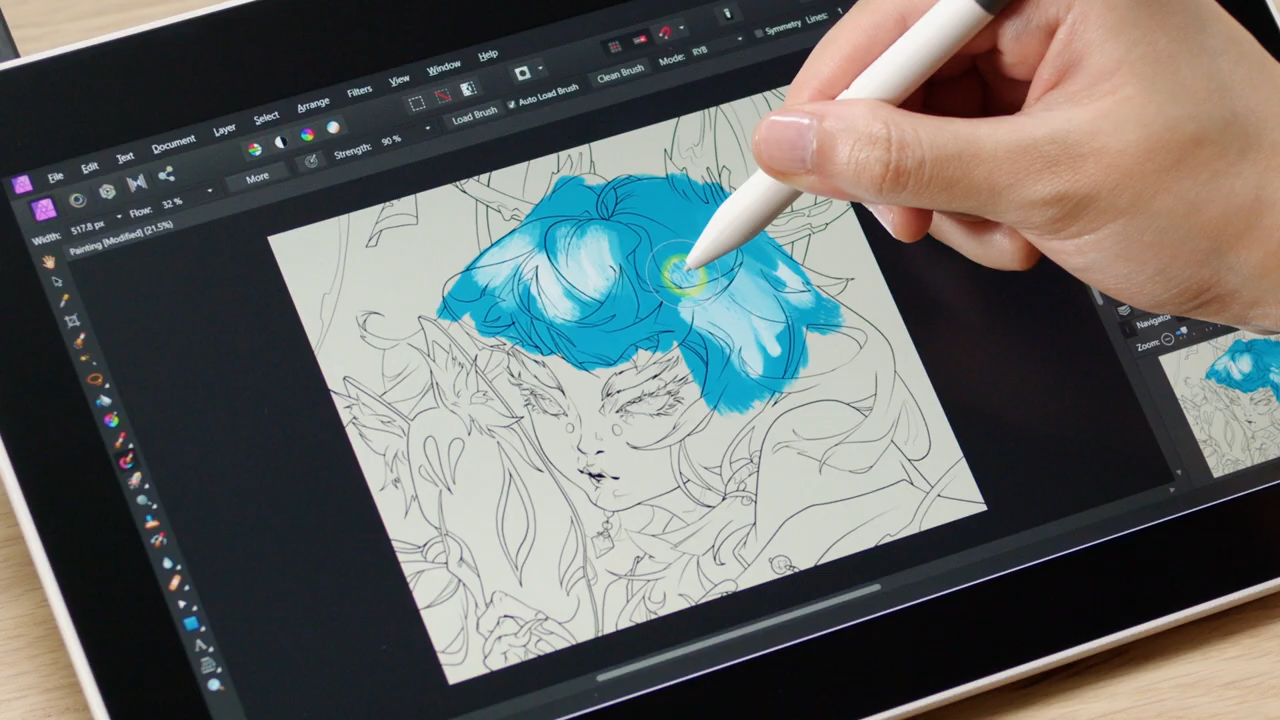 File Edit Text Document Layer Select Arrange Filters View Window Help
Width: 517.8 px Flow: 32 % More Strength: 90 % Load Brush Auto Load Brush Clean Brush Mode: RYB Symmetry Lines: 1
Painting [Modified] (21.5%)
Navigator
Zoom: